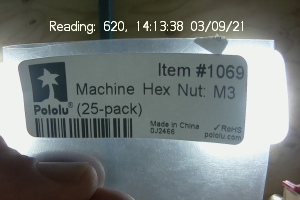 Reading: 620, 14:13:38 03/09/21
Item #1069
Machine Hex Nut: M3
Pololu® (25-pack)
Made in China
0J2466
✓RoHS
pololu.com